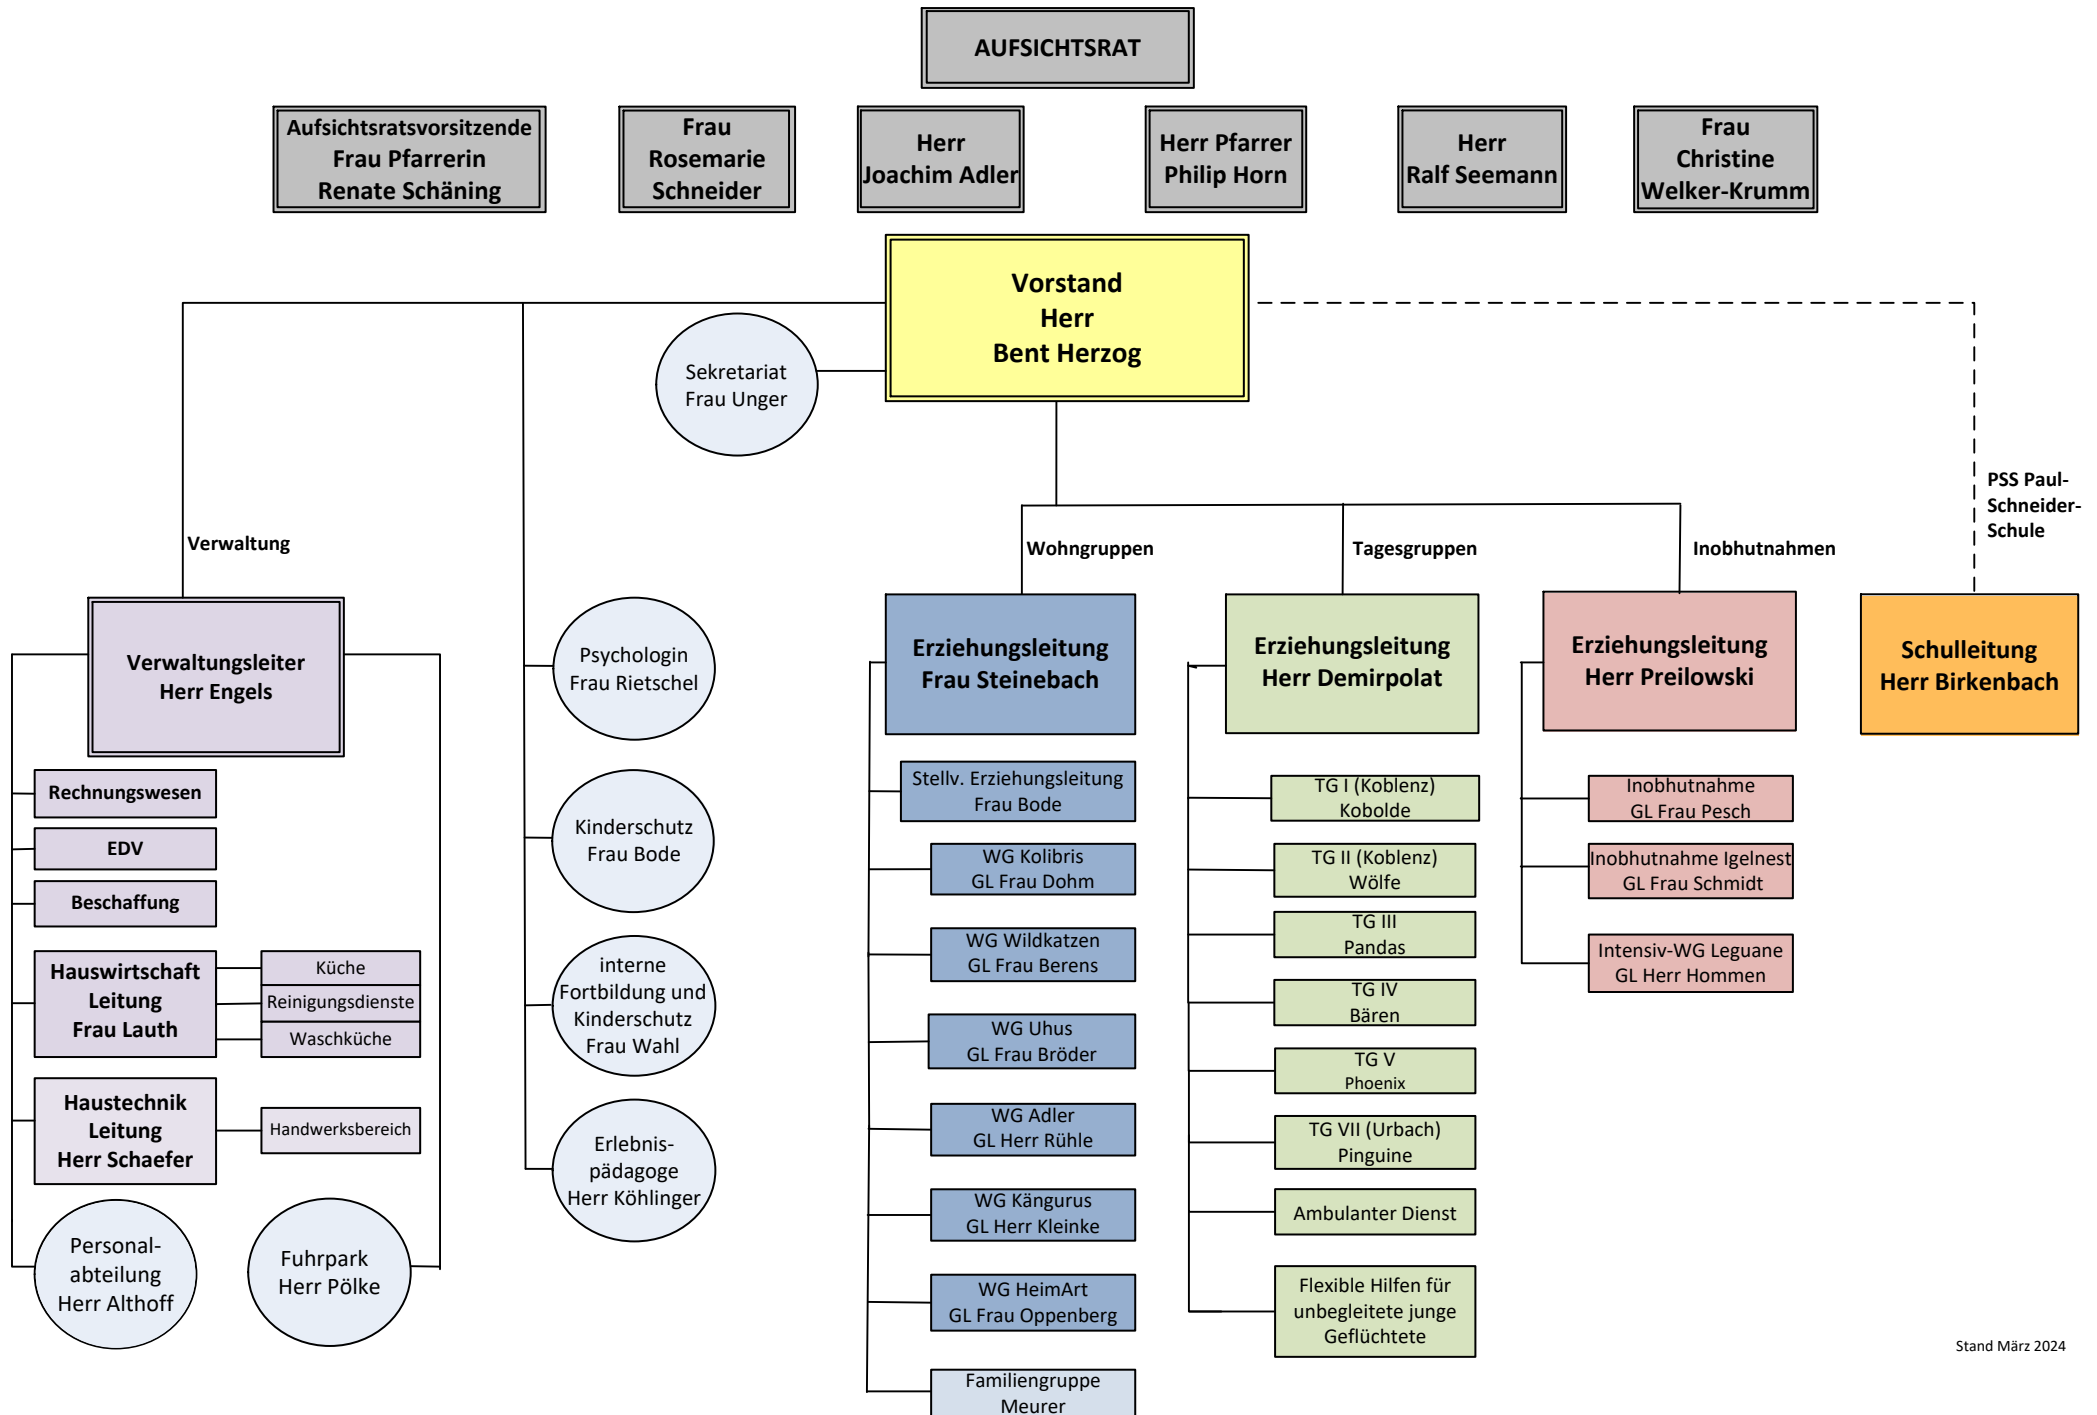 AUFSICHTSRAT
Aufsichtsratsvorsitzende
Frau Pfarrerin
Renate Schäning
Frau
Rosemarie
Schneider
Herr
Joachim Adler
Herr Pfarrer
Philip Horn
Herr
Ralf Seemann
Frau
Christine
Welker-Krumm
Vorstand
Herr
Bent Herzog
Sekretariat
Frau Unger
PSS Paul-
Schneider-
Schule
Verwaltung
Wohngruppen
Tagesgruppen
Inobhutnahmen
Verwaltungsleiter
Herr Engels
Rechnungswesen
EDV
Beschaffung
Hauswirtschaft
Leitung
Frau Lauth
Küche
Reinigungsdienste
Waschküche
Haustechnik
Leitung
Herr Schaefer
Handwerksbereich
Personal-
abteilung
Herr Althoff
Fuhrpark
Herr Pölke
Psychologin
Frau Rietschel
Kinderschutz
Frau Bode
interne
Fortbildung und
Kinderschutz
Frau Wahl
Erlebnis-
pädagoge
Herr Köhlinger
Erziehungsleitung
Frau Steinebach
Stellv. Erziehungsleitung
Frau Bode
WG Kolibris
GL Frau Dohm
WG Wildkatzen
GL Frau Berens
WG Uhus
GL Frau Bröder
WG Adler
GL Herr Rühle
WG Kängurus
GL Herr Kleinke
WG HeimArt
GL Frau Oppenberg
Familiengruppe
Meurer
Erziehungsleitung
Herr Demirpolat
TG I (Koblenz)
Kobolde
TG II (Koblenz)
Wölfe
TG III
Pandas
TG IV
Bären
TG V
Phoenix
TG VII (Urbach)
Pinguine
Ambulanter Dienst
Flexible Hilfen für
unbegleitete junge
Geflüchtete
Erziehungsleitung
Herr Preilowski
Inobhutnahme
GL Frau Pesch
Inobhutnahme Igelnest
GL Frau Schmidt
Intensiv-WG Leguane
GL Herr Hommen
Schulleitung
Herr Birkenbach
Stand März 2024